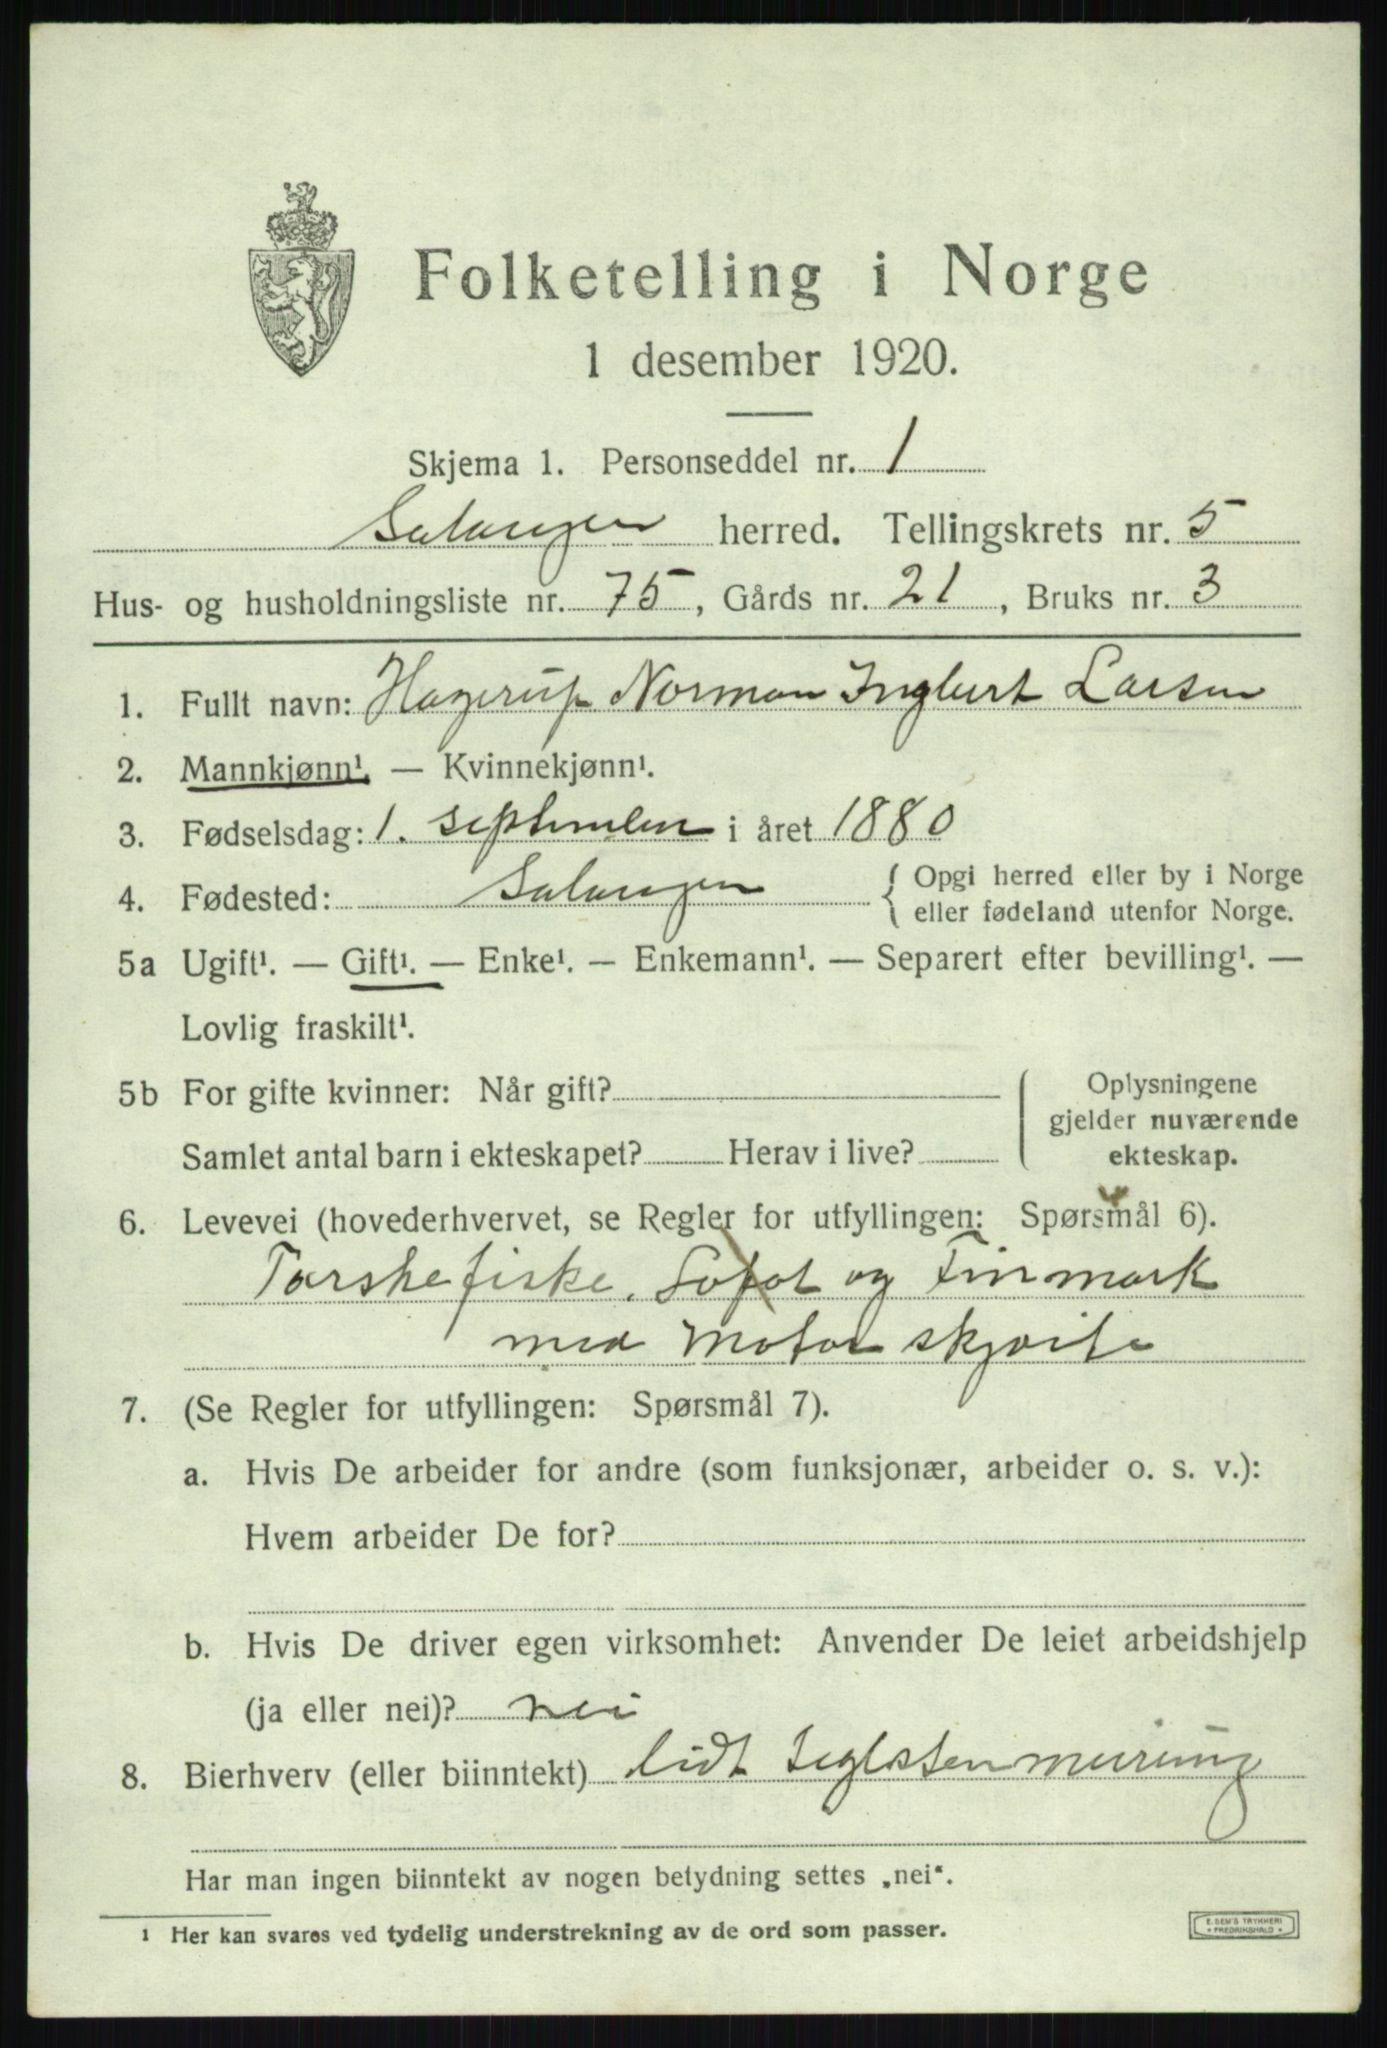 Folketelling i Norge
1 desember 1920.
Skjema 1. Personseddel nr. 1
Salangen herred. Tellingskrets nr. 5
Hus- og husholdningsliste nr. 75, Gårds nr. 21, Bruks nr. 3
1. Fullt navn: Hagerup Norman Ingbert Larsen
2. Mannkjønn¹. — Kvinnekjønn¹.
3. Fødselsdag: 1. september i året 1880
4. Fødested: Salangen { Opgi herred eller by i Norge
eller fødeland utenfor Norge.
5a Ugift¹. — Gift¹. — Enke¹. — Enkemann¹. — Separert efter bevilling¹. —
Lovlig fraskilt¹.
5b For gifte kvinner: Når gift? Oplysningene
gjelder nuværende
Samlet antal barn i ekteskapet? Herav i live? ekteskap.
6. Levevei (hovederhvervet, se Regler for utfyllingen: Spørsmål 6).
Torskefiske, Lofot og Finmark
med Motor skjøite
7. (Se Regler for utfyllingen: Spørsmål 7).
a. Hvis De arbeider for andre (som funksjonær, arbeider o. s. v.):
Hvem arbeider De for?
b. Hvis De driver egen virksomhet: Anvender De leiet arbeidshjelp
(ja eller nei)? nei
8. Bierhverv (eller biinntekt) lidt teglstenmurring
Har man ingen biinntekt av nogen betydning settes „nei“.
¹ Her kan svares ved tydelig understrekning av de ord som passer.
E. SEM'S TRYKKERI
FREDRIKSHALD